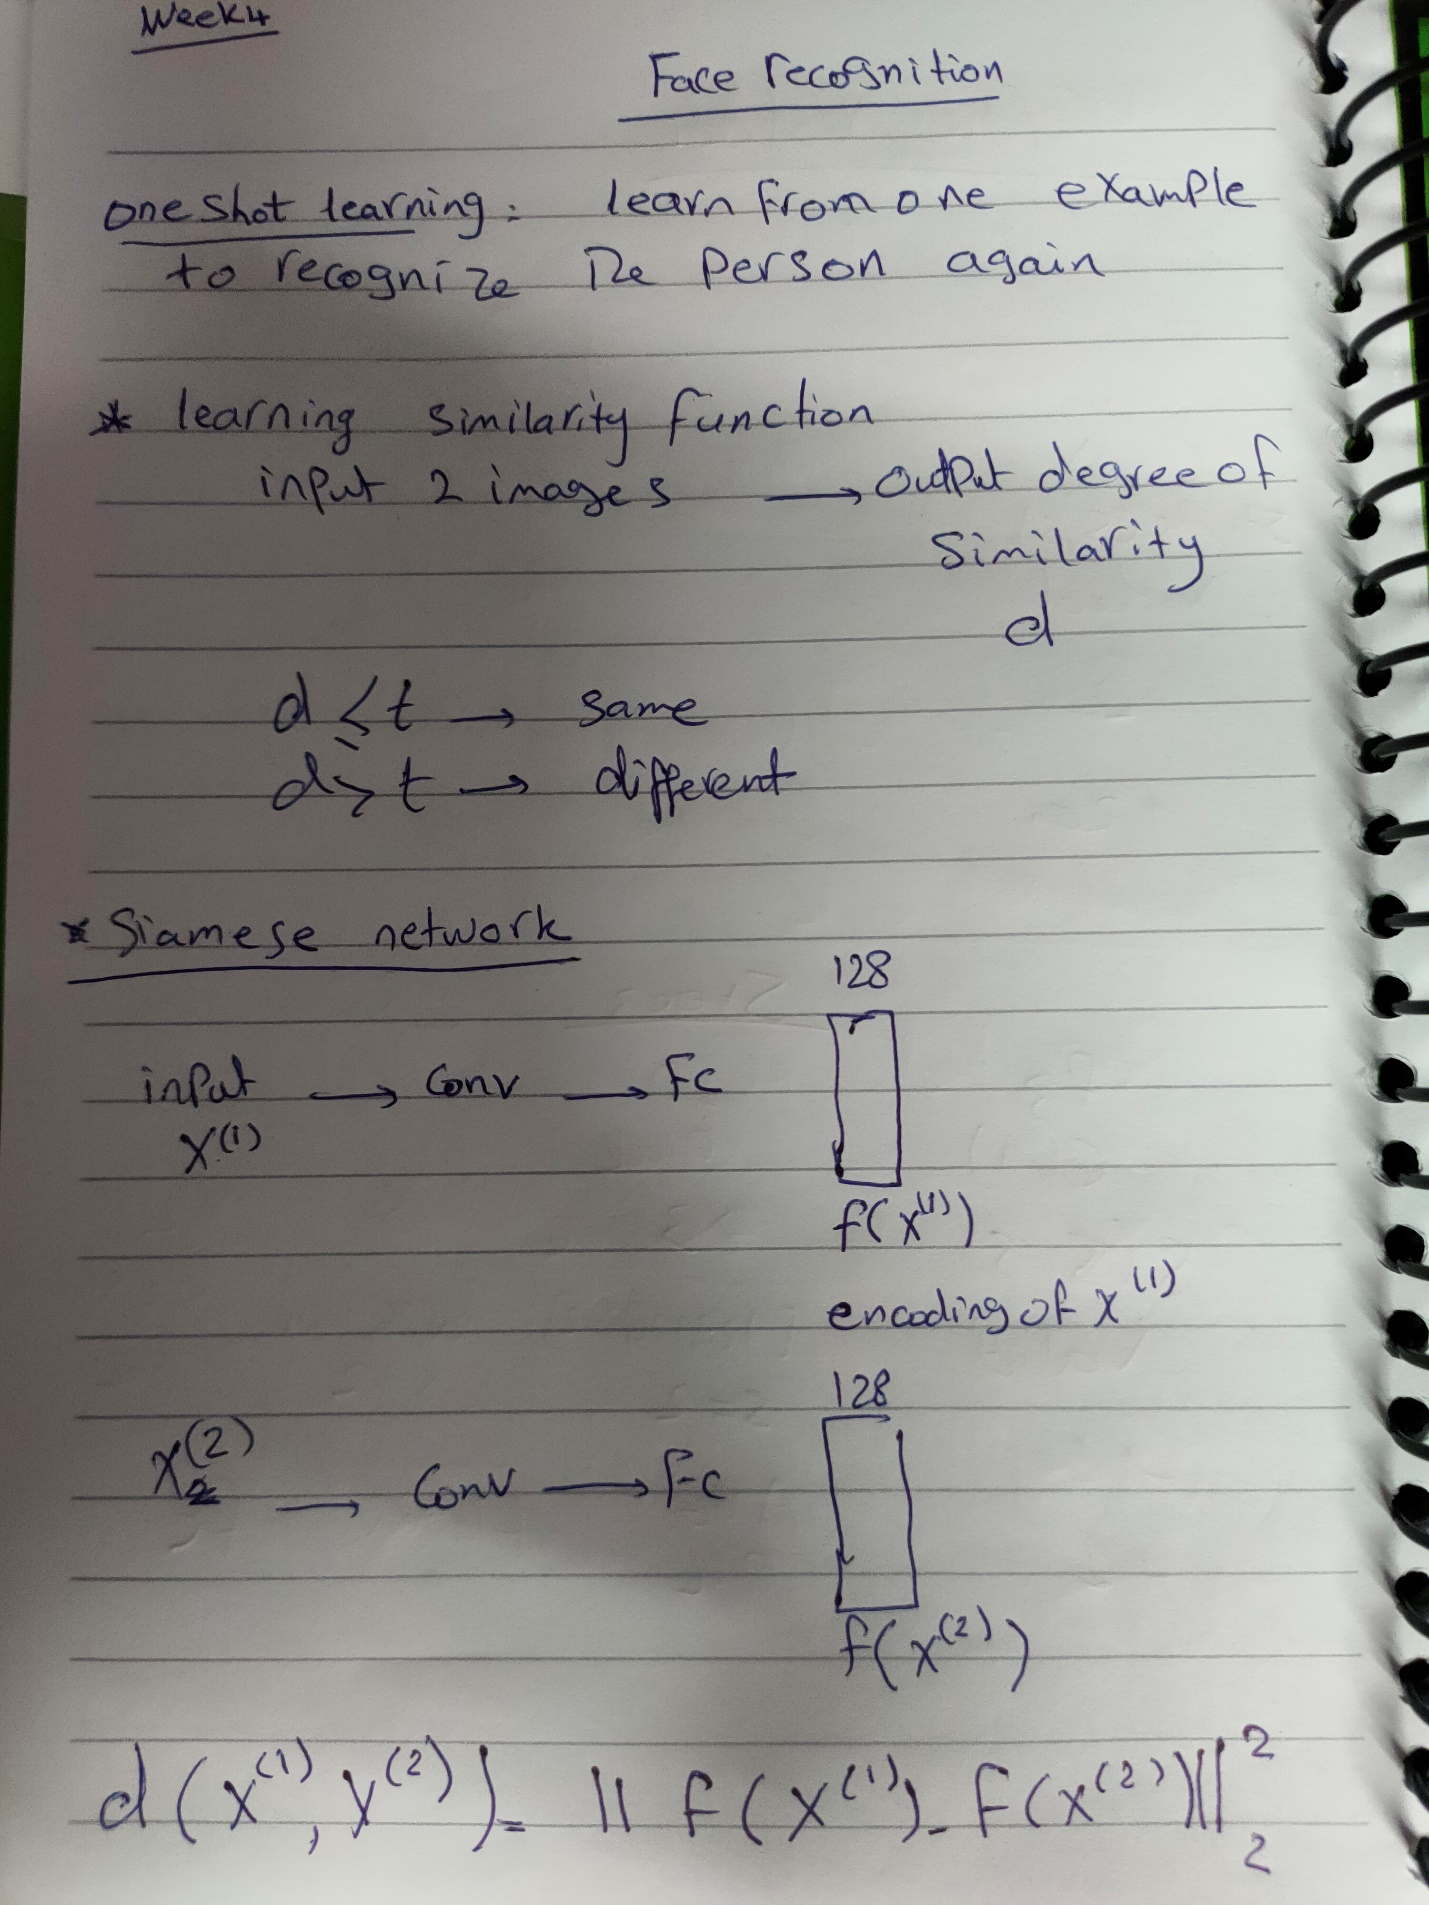 Week4
Face recognition
one shot learning: learn from one example
to recognize the person again
* learning similarity function
input 2 images → output degree of
Similarity
d
d ≤ t → same
d > t → different
* Siamese network
128
input → Conv → Fc
X⁽¹⁾
f(x⁽¹⁾)
encoding of x⁽¹⁾
128
X⁽²⁾ → Conv → Fc
f(x⁽²⁾)
d(x⁽¹⁾, x⁽²⁾) = || f(x⁽¹⁾) - f(x⁽²⁾) ||₂²